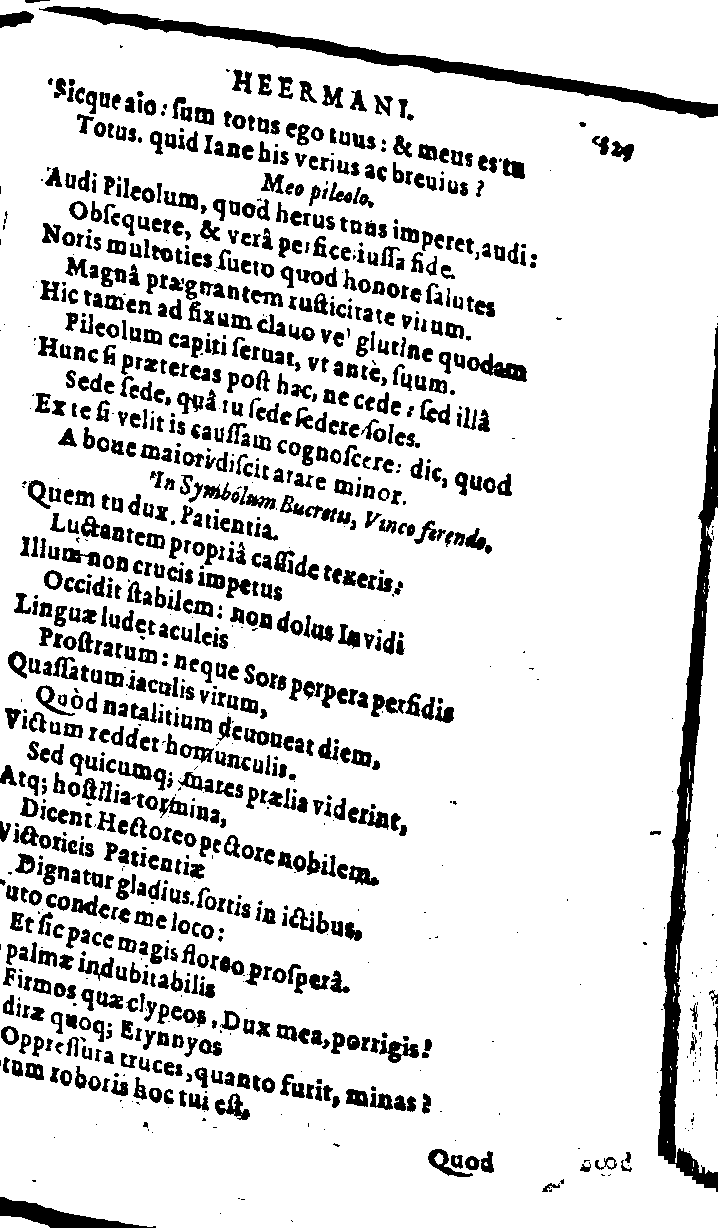 HEERMANI. 429
Sicque aio: ſum totus ego tuus: & meus es tu
Totus. quid Iane his verius ac breuius?
Meo pileolo.
Audi Pileolum, quod herus tuus imperet, audi:
Obſequere, & verâ perfice iuſſa fide.
Noris multoties ſueto quod honore ſalutes
Magnâ prægnantem ruſticitate virum.
Hic tamen ad fixum clauo ve' glutine quodam
Pileolum capiti ſeruat, vt antè, ſuum.
Hunc ſi prætereas poſt hac, ne cede: ſed illâ
Sede ſede, quâ tu ſede ſedere ſoles.
Ex te ſi velit is cauſſam cognoſcere: dic, quod
A boue maiori diſcit arare minor.
In Symbolum Bucretus, Vinco ferendo.
Quem tu dux, Patientia.
Luctantem propriâ caſſide texeris:
Illum non crucis impetus
Occidit ſtabilem: non dolus Invidi
Linguæ ludet aculeis
Proſtratum: neque Sors perpera perfidis
Quaſſatum iaculis virum,
Quòd natalitium deuoueat diem,
Victum reddet homunculis.
Sed quicumq; mares prælia viderint,
Atq; hoſtilia tormina,
Dicent Hectoreo pectore nobilem.
Victoricis Patientiæ
Dignatur gladius fortis in ictibus,
Tuto condere me loco:
Et ſic pace magis floreo proſperâ.
palmæ indubitabilis
Firmos quæ clypeos, Dux mea, porrigis!
diræ quoq; Erynnyos
Oppreſſura truces, quanto furit, minas?
roboris hoc tui eſt,
Quod